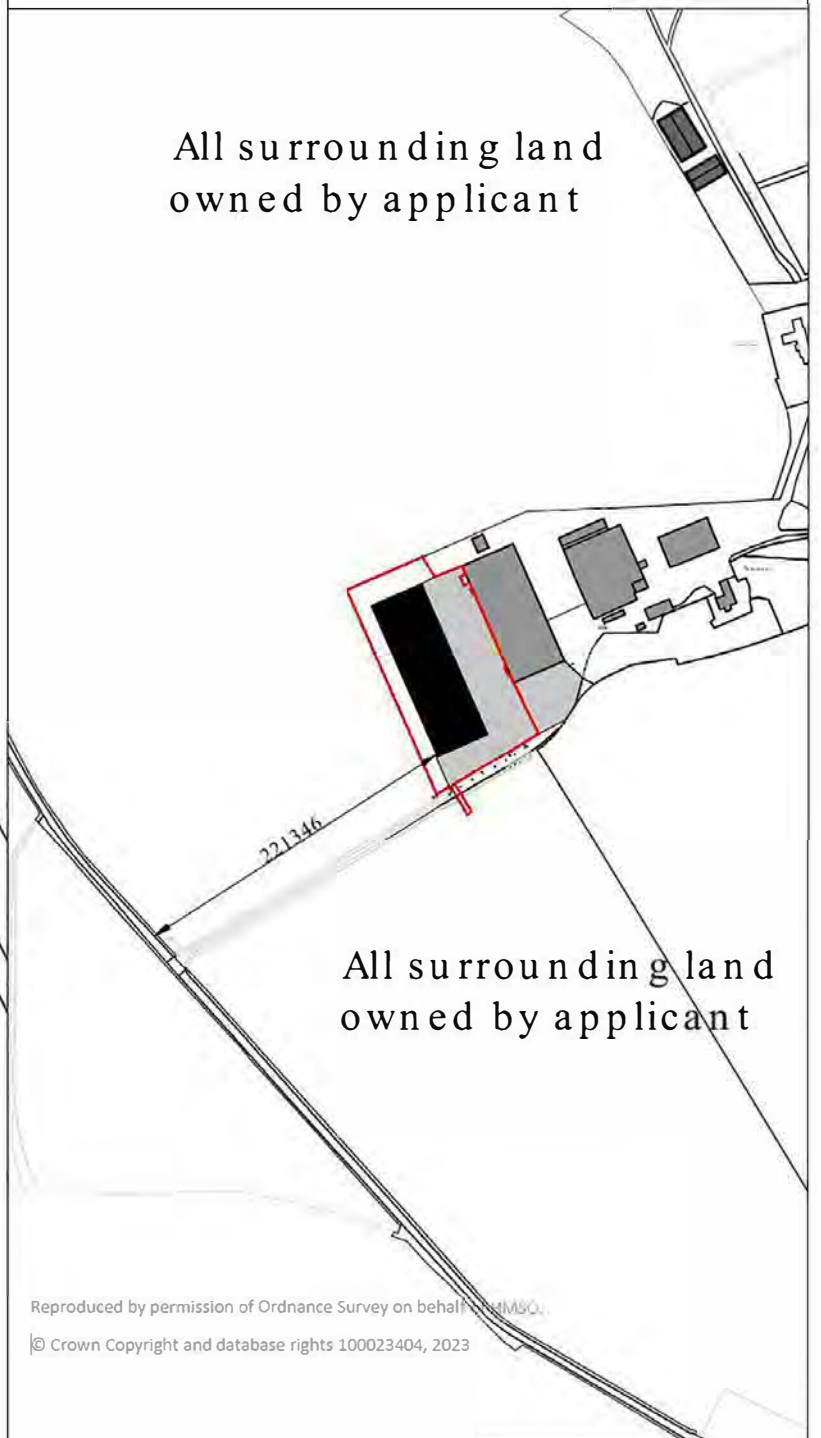 All surrounding land
owned by applicant
221346
All surrounding land
owned by applicant
Reproduced by permission of Ordnance Survey on behalf HMSO.
© Crown Copyright and database rights 100023404, 2023